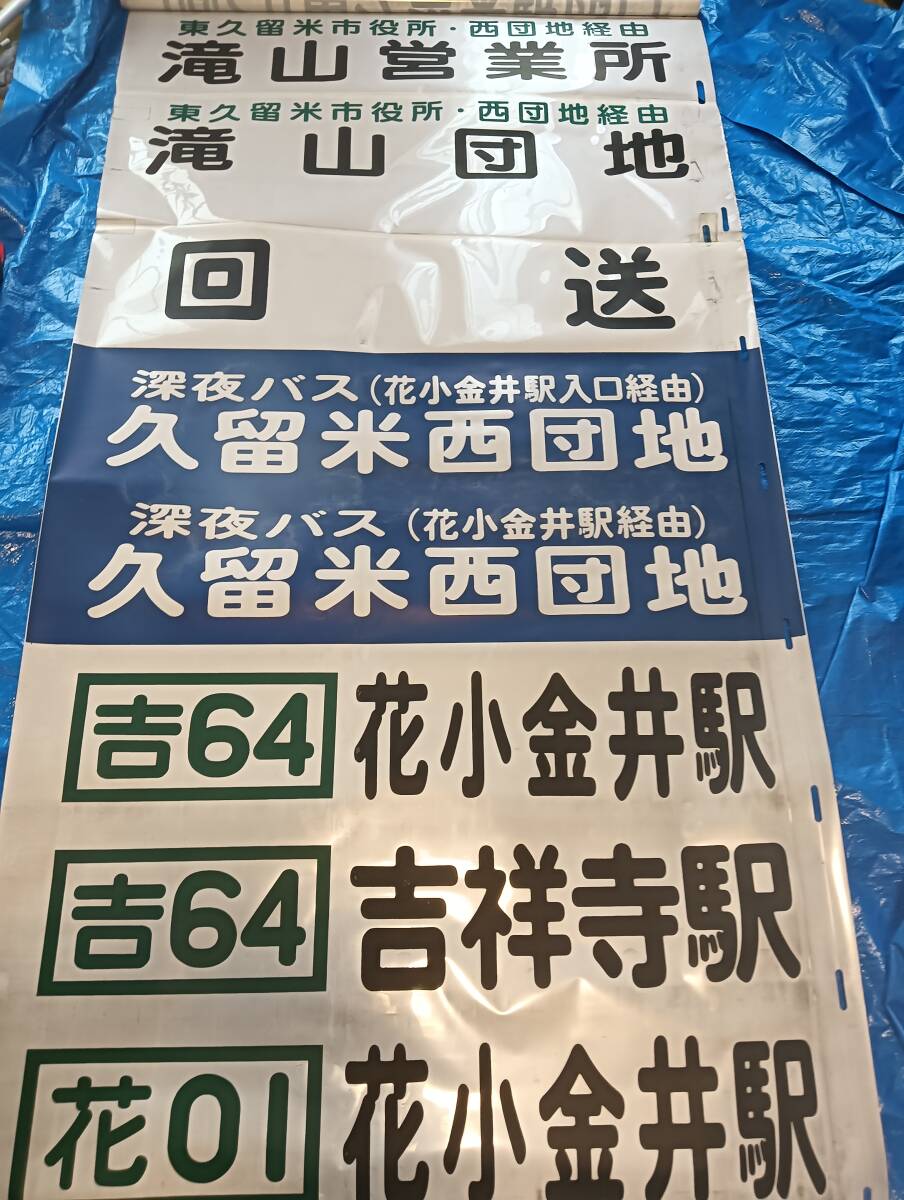 東久留米市役所・西団地経由
滝山営業所
東久留米市役所・西団地経由
滝山団地
回送
深夜バス(花小金井駅入口経由)
久留米西団地
深夜バス(花小金井駅経由)
久留米西団地
吉64 花小金井駅
吉64 吉祥寺駅
花01 花小金井駅